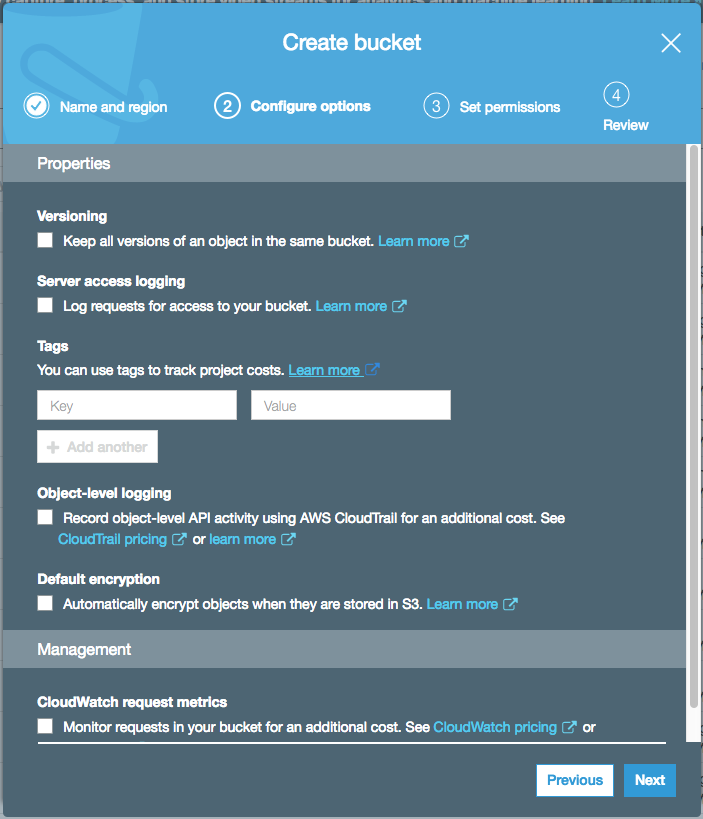 Create bucket
Name and region
2 Configure options
3 Set permissions
4
Review
Properties
Versioning
Keep all versions of an object in the same bucket. Learn more
Server access logging
Log requests for access to your bucket. Learn more
Tags
You can use tags to track project costs. Learn more
Key Value
+ Add another
Object-level logging
Record object-level API activity using AWS CloudTrail for an additional cost. See
CloudTrail pricing or learn more
Default encryption
Automatically encrypt objects when they are stored in S3. Learn more
Management
CloudWatch request metrics
Monitor requests in your bucket for an additional cost. See CloudWatch pricing or
Previous Next